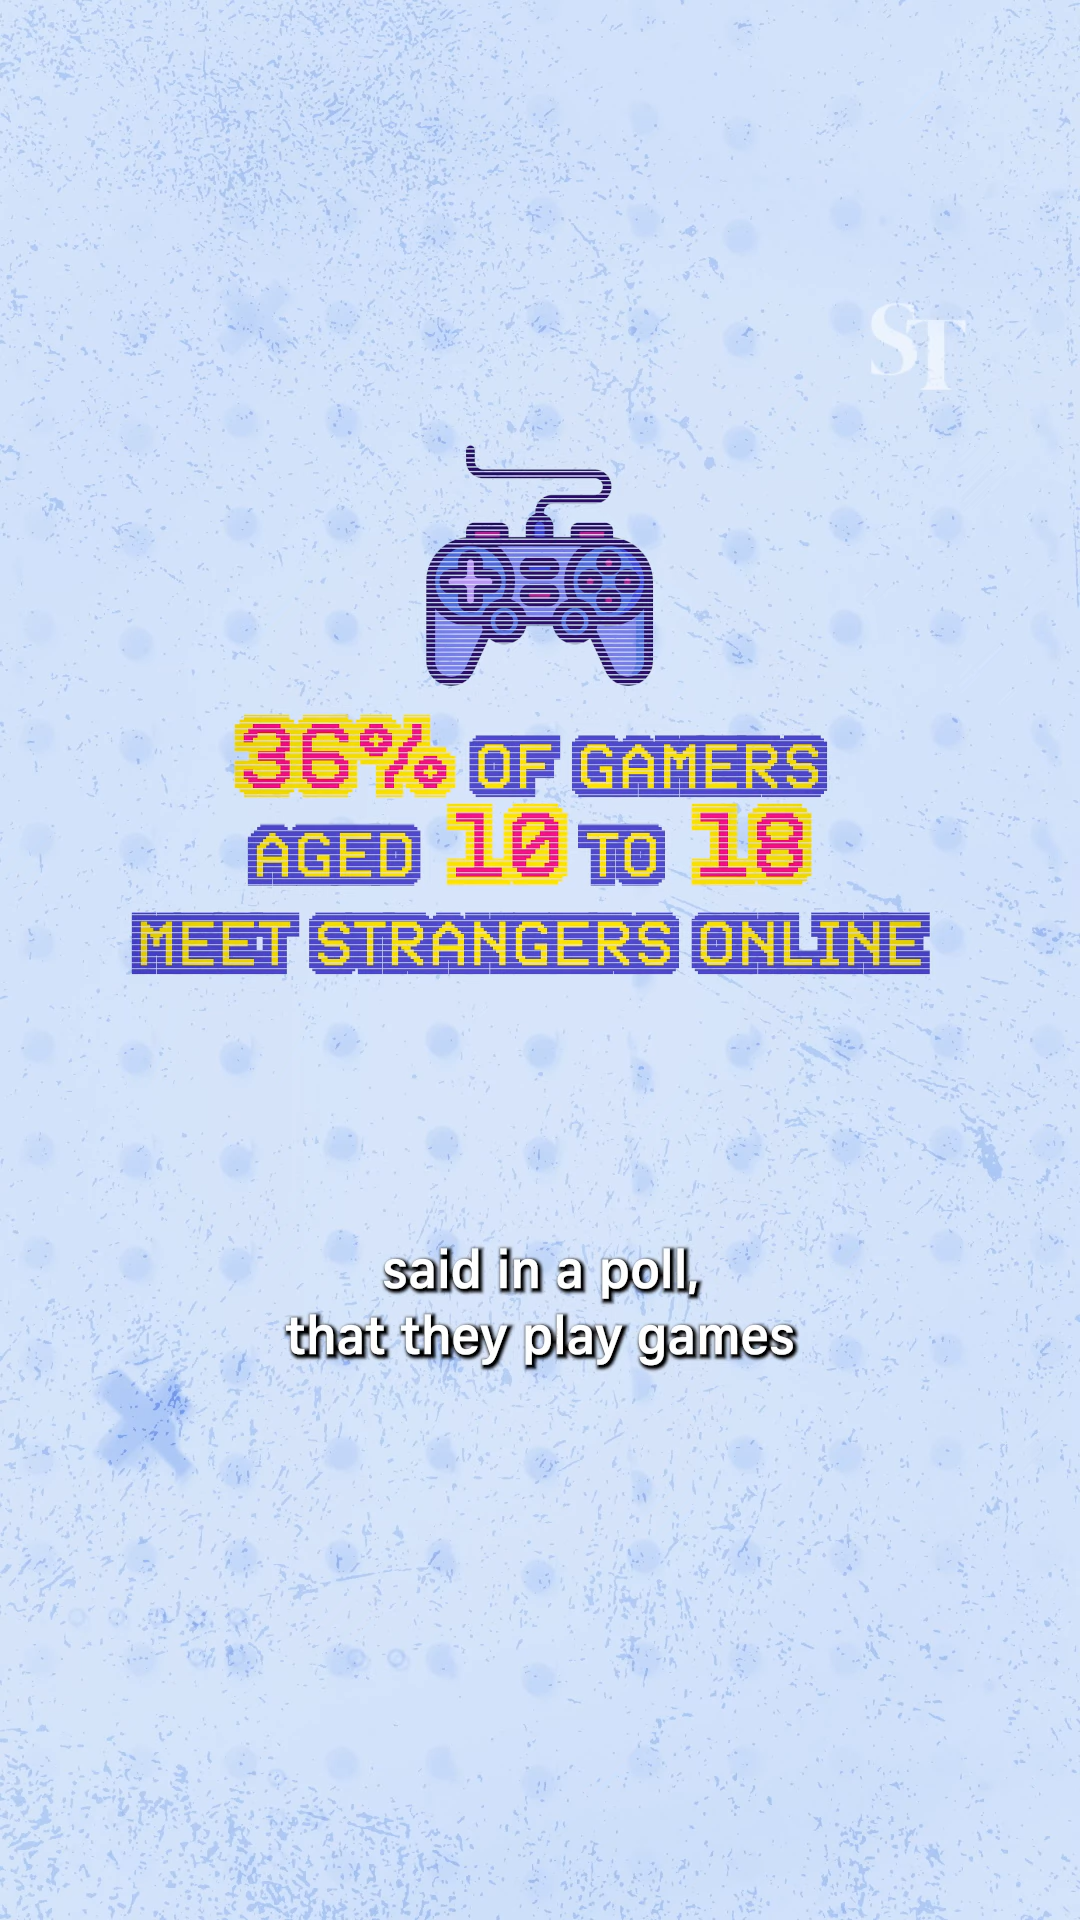 ST
36% OF GAMERS
AGED 10 TO 18
MEET STRANGERS ONLINE
said in a poll,
that they play games